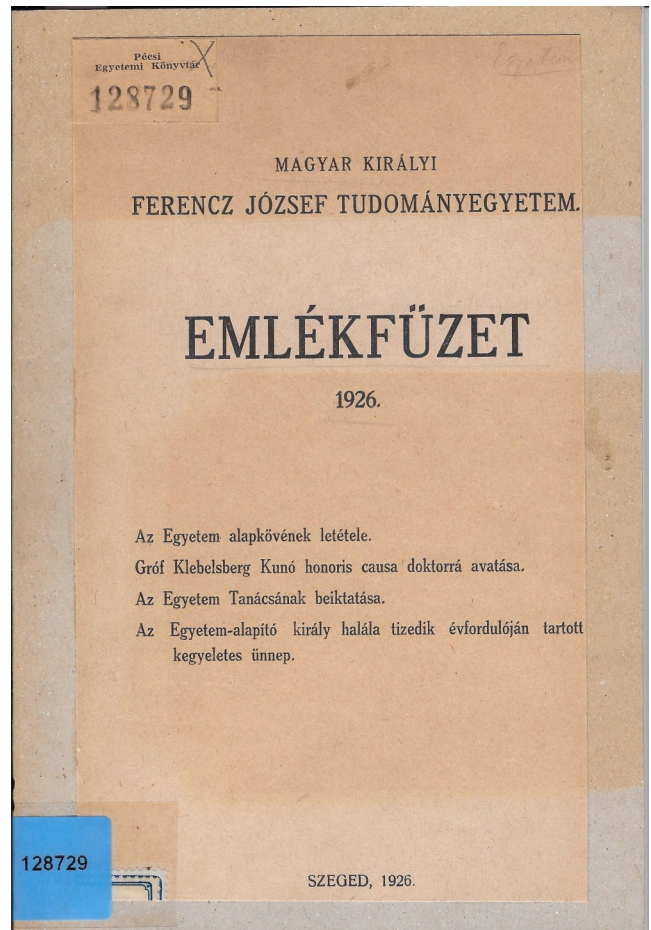 Pécsi
Egyetemi Könyvtár
128729
Egyetem
MAGYAR KIRÁLYI
FERENCZ JÓZSEF TUDOMÁNYEGYETEM.
EMLÉKFÜZET
1926.
Az Egyetem alapkövének letétele.
Gróf Klebelsberg Kunó honoris causa doktorrá avatása.
Az Egyetem Tanácsának beiktatása.
Az Egyetem-alapító király halála tizedik évfordulóján tartott
kegyeletes ünnep.
128729
SZEGED, 1926.